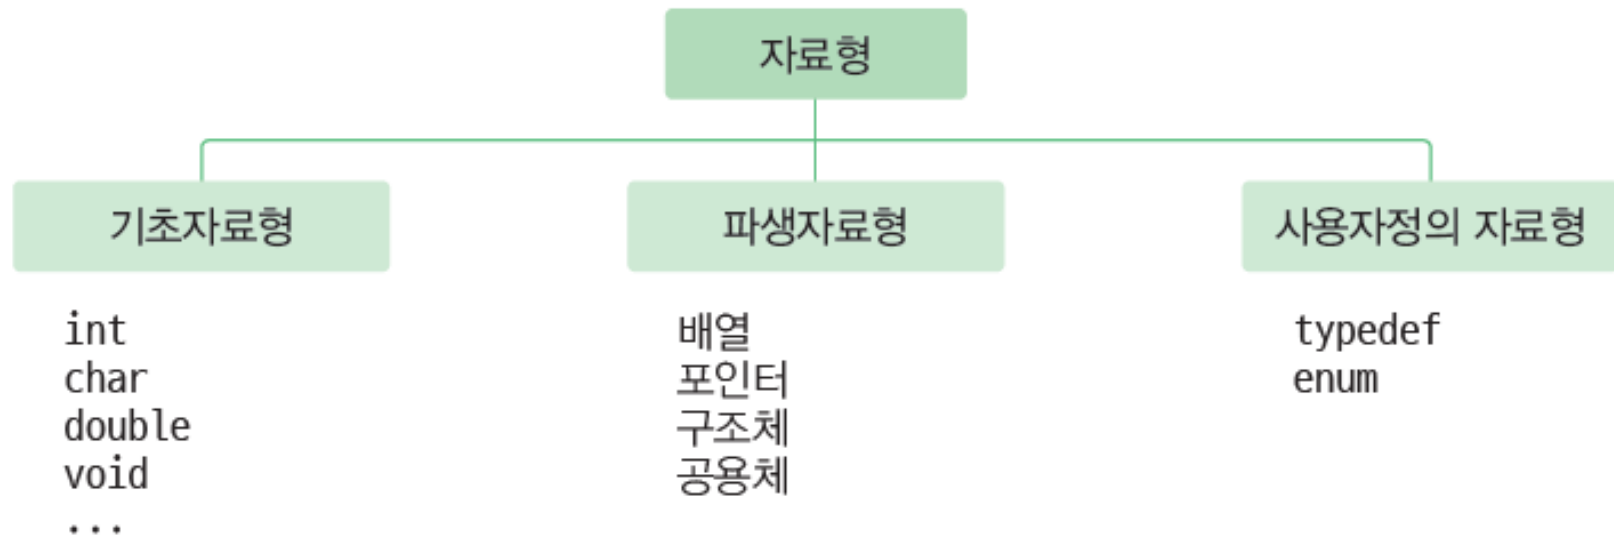 자료형
기초자료형
int
char
double
void
...
파생자료형
배열
포인터
구조체
공용체
사용자정의 자료형
typedef
enum